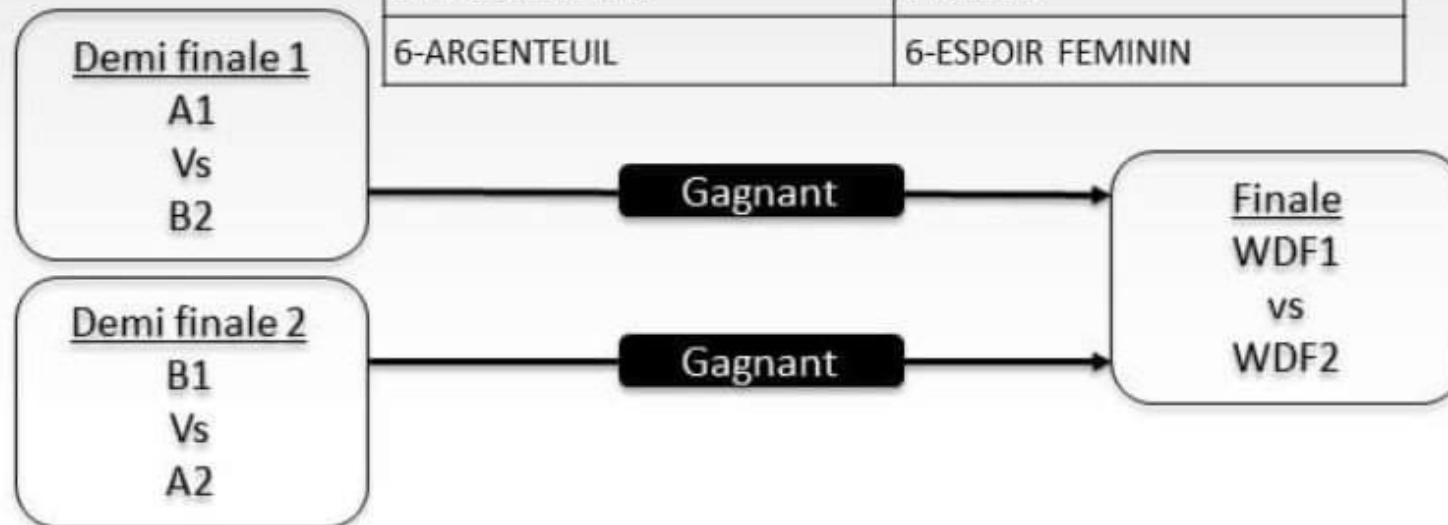 6-ARGENTEUIL
6-ESPOIR FEMININ
Demi finale 1
A1
Vs
B2
Gagnant
Demi finale 2
B1
Vs
A2
Gagnant
Finale
WDF1
vs
WDF2